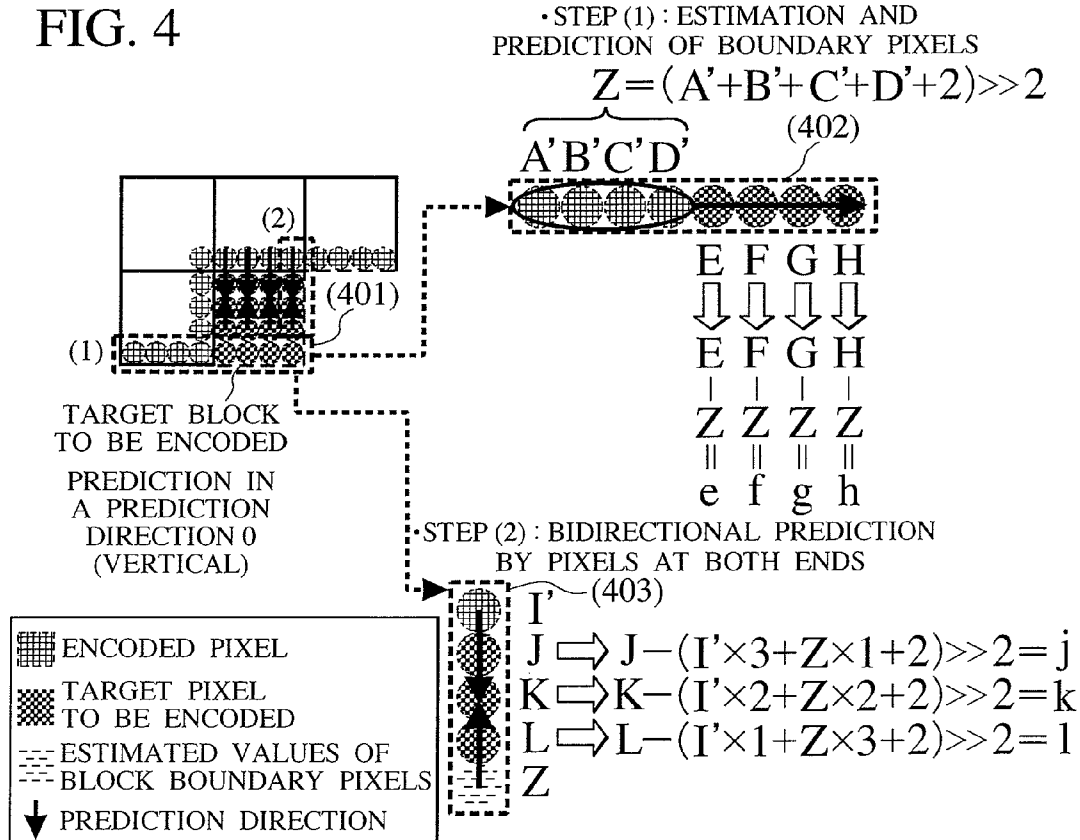 FIG. 4
•STEP (1) : ESTIMATION AND
PREDICTION OF BOUNDARY PIXELS
Z=(A'+B'+C'+D'+2)>>2
(402)
A'B'C'D'
(2)
(401)
(1)
E F G H
E F G H
| | | |
Z Z Z Z
|| || || ||
e f g h
TARGET BLOCK
TO BE ENCODED
PREDICTION IN
A PREDICTION
DIRECTION 0
(VERTICAL)
•STEP (2) : BIDIRECTIONAL PREDICTION
BY PIXELS AT BOTH ENDS
(403)
I'
J ⇨ J−(I'×3+Z×1+2)>>2=j
K ⇨ K−(I'×2+Z×2+2)>>2=k
L ⇨ L−(I'×1+Z×3+2)>>2=l
Z
ENCODED PIXEL
TARGET PIXEL
TO BE ENCODED
ESTIMATED VALUES OF
BLOCK BOUNDARY PIXELS
PREDICTION DIRECTION